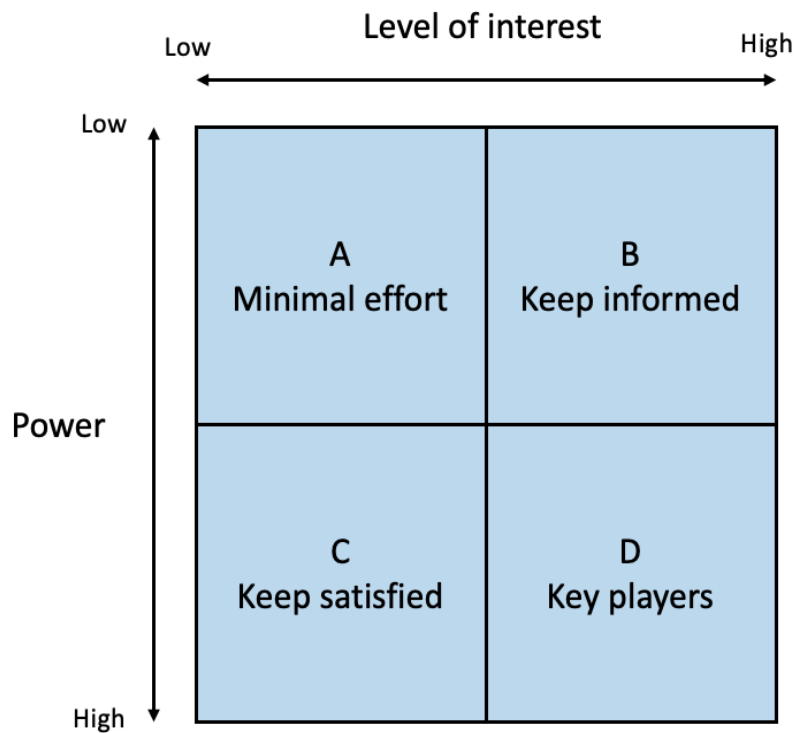 Level of interest
Low
High
Low
A
Minimal effort
B
Keep informed
Power
C
Keep satisfied
D
Key players
High